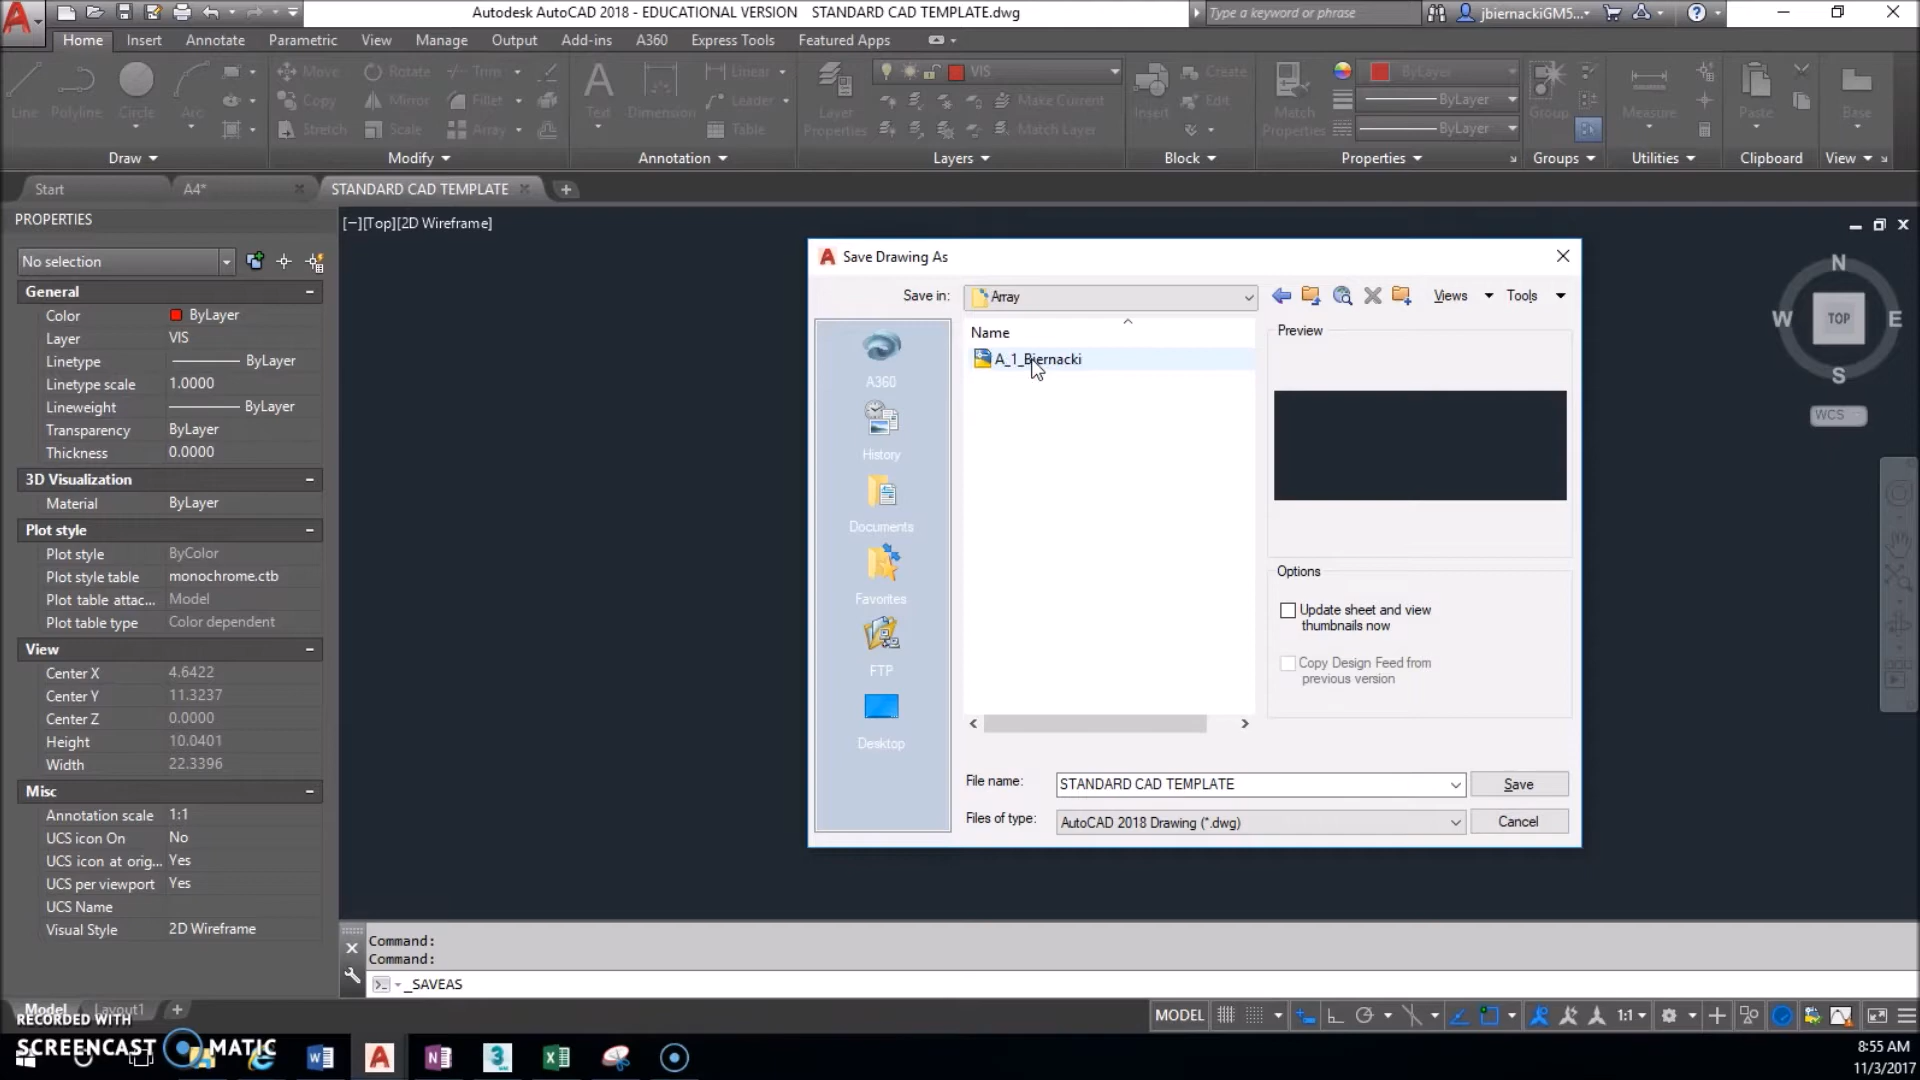 Autodesk AutoCAD 2018 - EDUCATIONAL VERSION STANDARD CAD TEMPLATE.dwg
Type a keyword or phrase
jbiernackiGM5...
Home Insert Annotate Parametric View Manage Output Add-ins A360 Express Tools Featured Apps
Line Polyline Circle Arc
Move Rotate Trim
Copy Mirror Fillet
Stretch Scale Array
Text Dimension
Linear
Leader
Table
Layer Properties
VIS
Make Current
Match Layer
Insert
Create
Edit
Match Properties
ByLayer
ByLayer
ByLayer
Group
Measure
Paste
Base
Draw Modify Annotation Layers Block Properties Groups Utilities Clipboard View
Start A4* STANDARD CAD TEMPLATE
PROPERTIES
[−][Top][2D Wireframe]
No selection
General
Color ByLayer
Layer VIS
Linetype ByLayer
Linetype scale 1.0000
Lineweight ByLayer
Transparency ByLayer
Thickness 0.0000
3D Visualization
Material ByLayer
Plot style
Plot style ByColor
Plot style table monochrome.ctb
Plot table attac... Model
Plot table type Color dependent
View
Center X 4.6422
Center Y 11.3237
Center Z 0.0000
Height 10.0401
Width 22.3396
Misc
Annotation scale 1:1
UCS icon On No
UCS icon at orig... Yes
UCS per viewport Yes
UCS Name
Visual Style 2D Wireframe
Save Drawing As
Save in: Array
Views Tools
A360
History
Documents
Favorites
FTP
Desktop
Name
A_1_Biernacki
Preview
Options
Update sheet and view
thumbnails now
Copy Design Feed from
previous version
File name: STANDARD CAD TEMPLATE Save
Files of type: AutoCAD 2018 Drawing (*.dwg) Cancel
N
W TOP E
S
WCS
Command:
Command:
_SAVEAS
Model Layout1 +
MODEL 1:1
RECORDED WITH
SCREENCAST MATIC
8:55 AM
11/3/2017